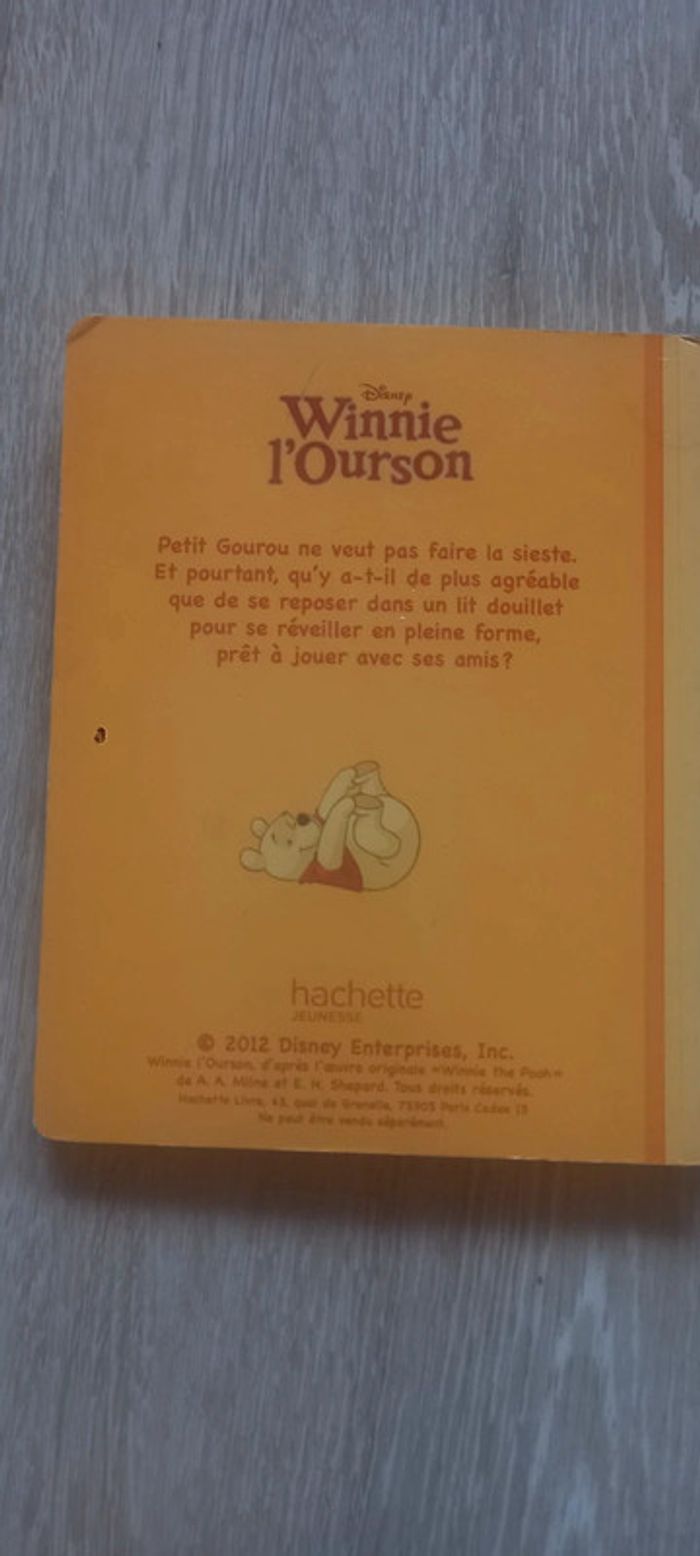 Disney
Winnie
l'Ourson
Petit Gourou ne veut pas faire la sieste.
Et pourtant, qu'y a-t-il de plus agréable
que de se reposer dans un lit douillet
pour se réveiller en pleine forme,
prêt à jouer avec ses amis ?
hachette
JEUNESSE
© 2012 Disney Enterprises, Inc.
Winnie l'Ourson, d'après l'œuvre originale «Winnie the Pooh»
de A. A. Milne et E. H. Shepard. Tous droits réservés.
Hachette Livre, 43, quai de Grenelle, 75905 Paris Cedex 15
Ne peut être vendu séparément.